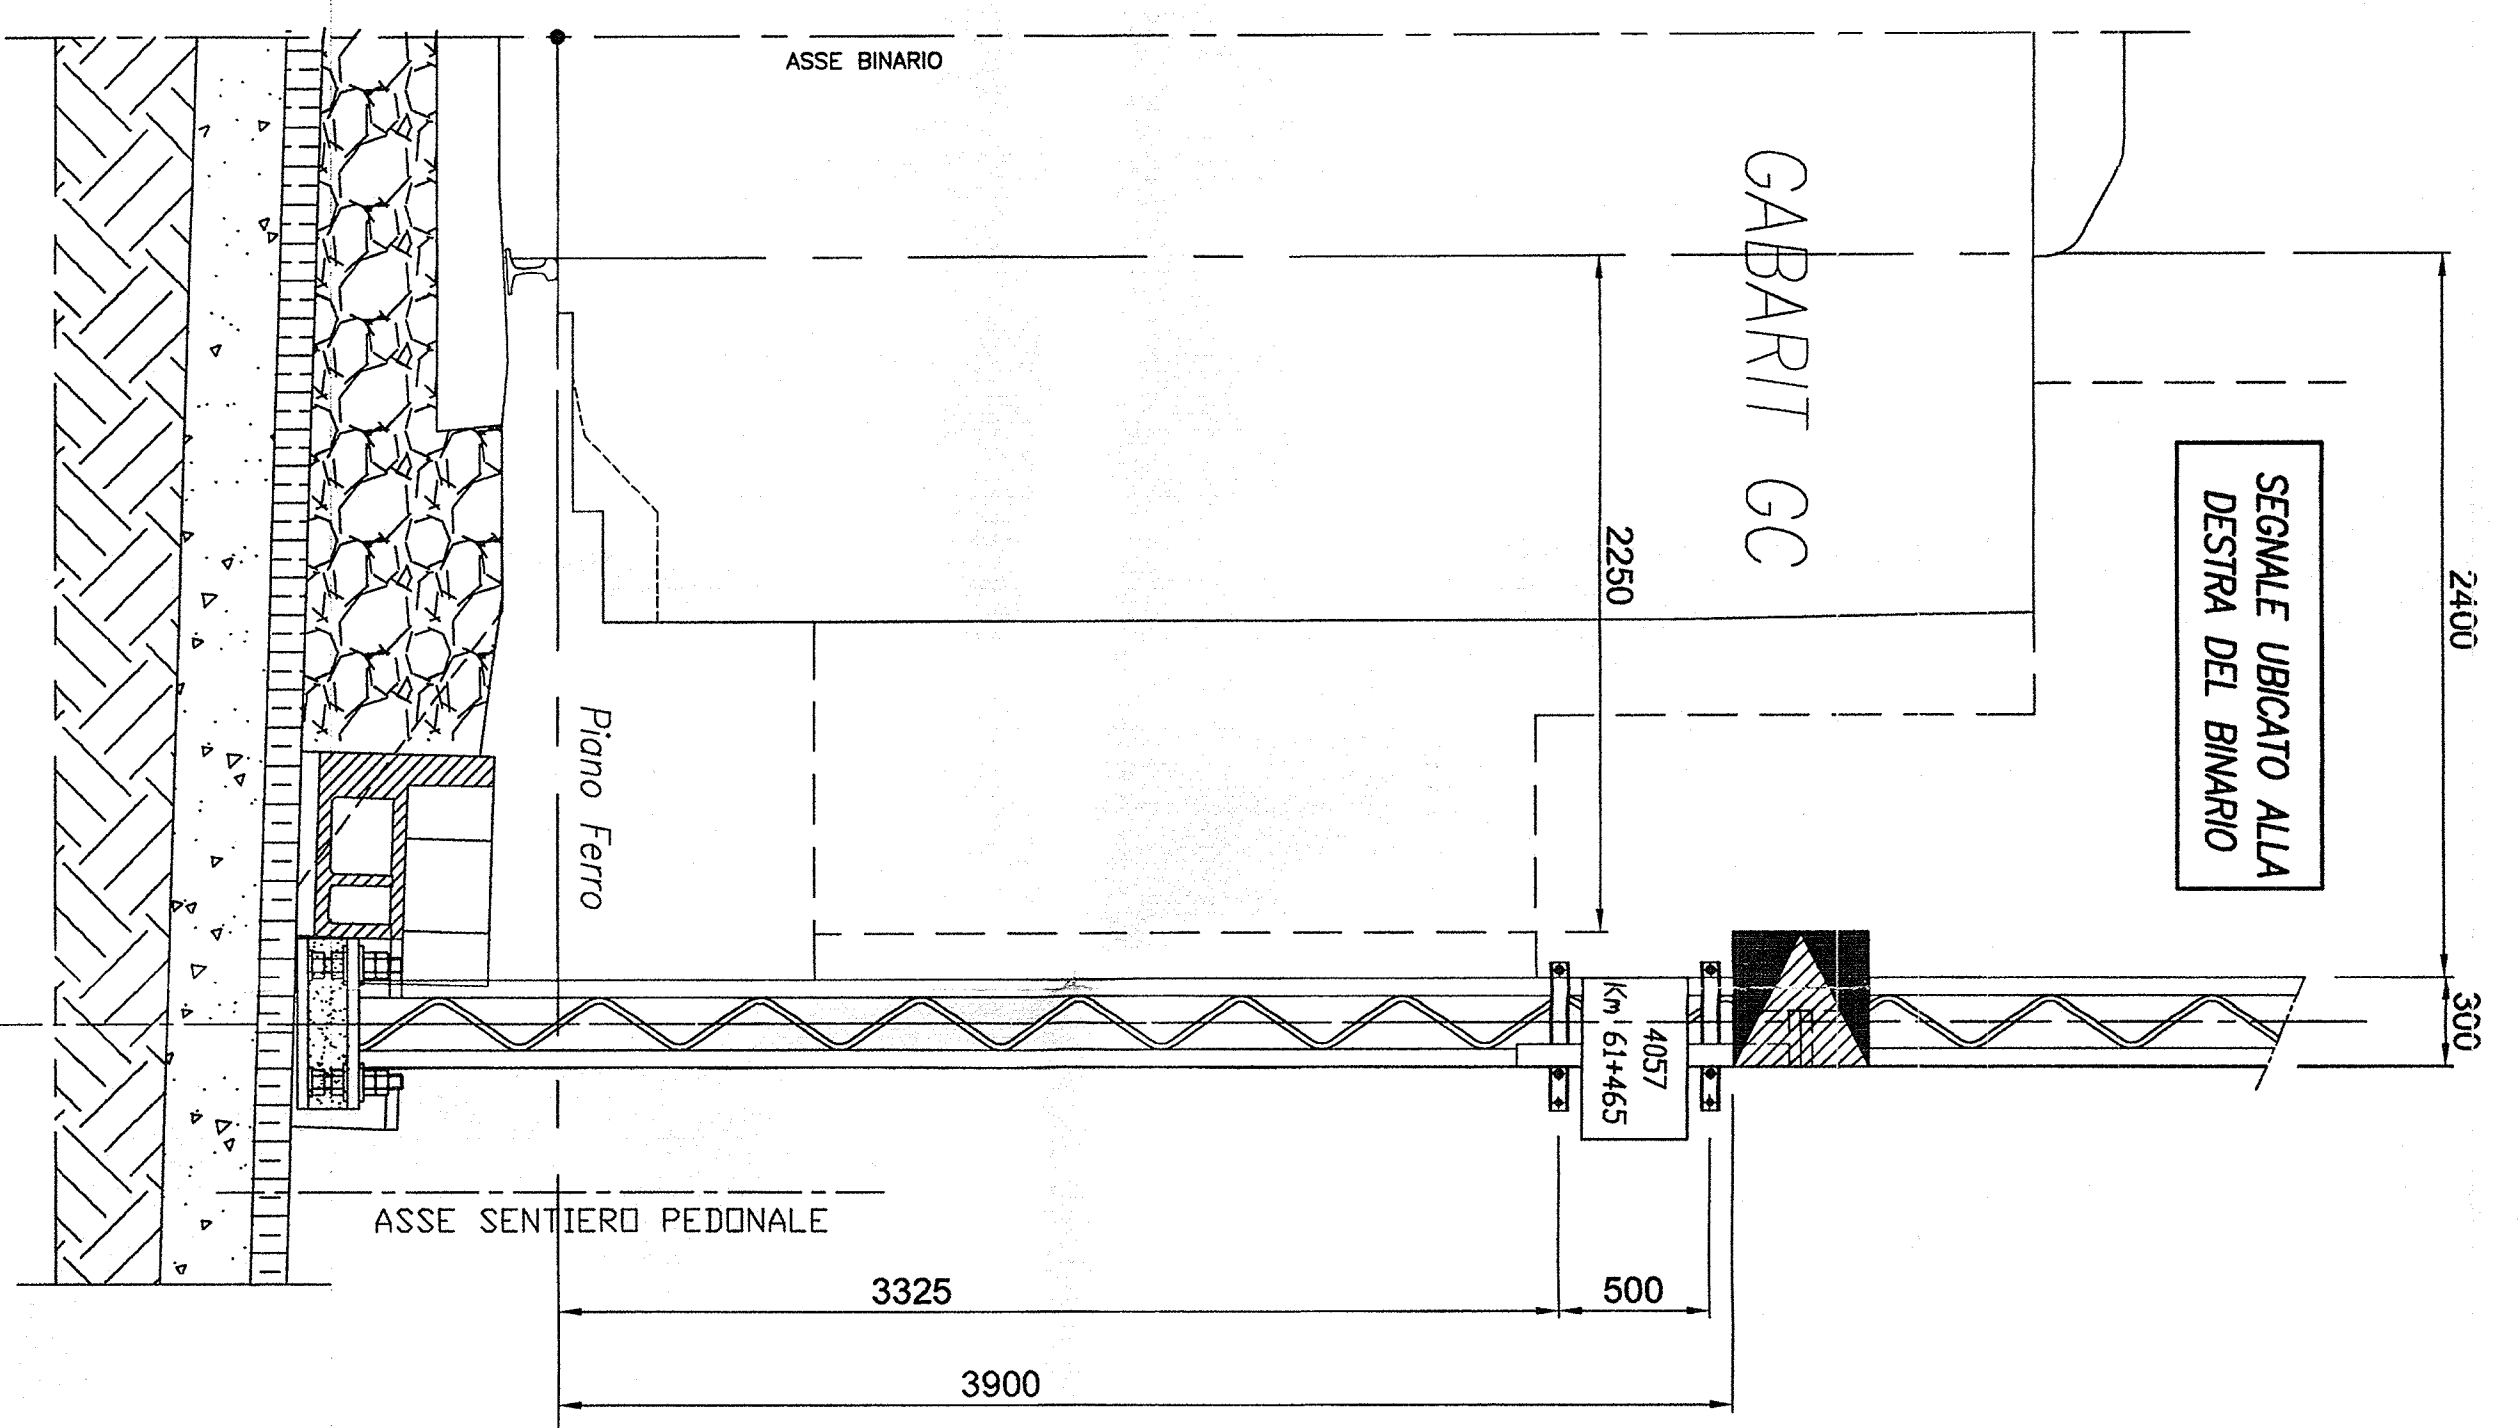 ASSE BINARIO
GABARIT GC
SEGNALE UBICATO ALLA
DESTRA DEL BINARIO
2400
2250
300
Piano Ferro
4057
Km 61+465
ASSE SENTIERO PEDONALE
3325
500
3900